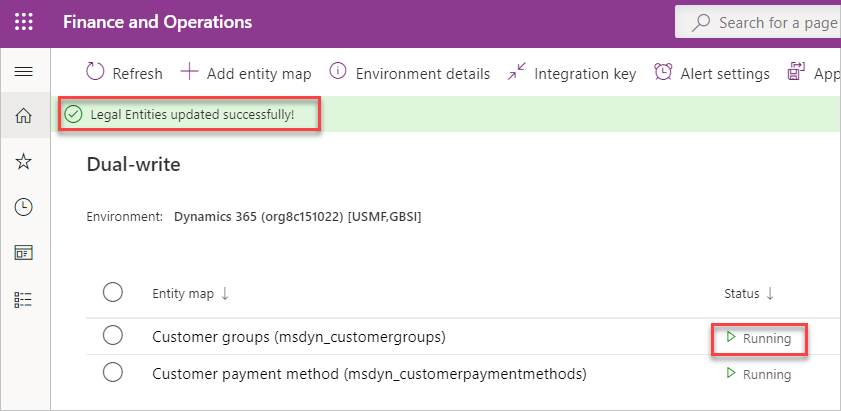 Finance and Operations
Search for a page
Refresh
Add entity map
Environment details
Integration key
Alert settings
App
Legal Entities updated successfully!
Dual-write
Environment: Dynamics 365 (org8c151022) [USMF,GBSI]
Entity map ↓ Status ↓
Customer groups (msdyn_customergroups) Running
Customer payment method (msdyn_customerpaymentmethods) Running